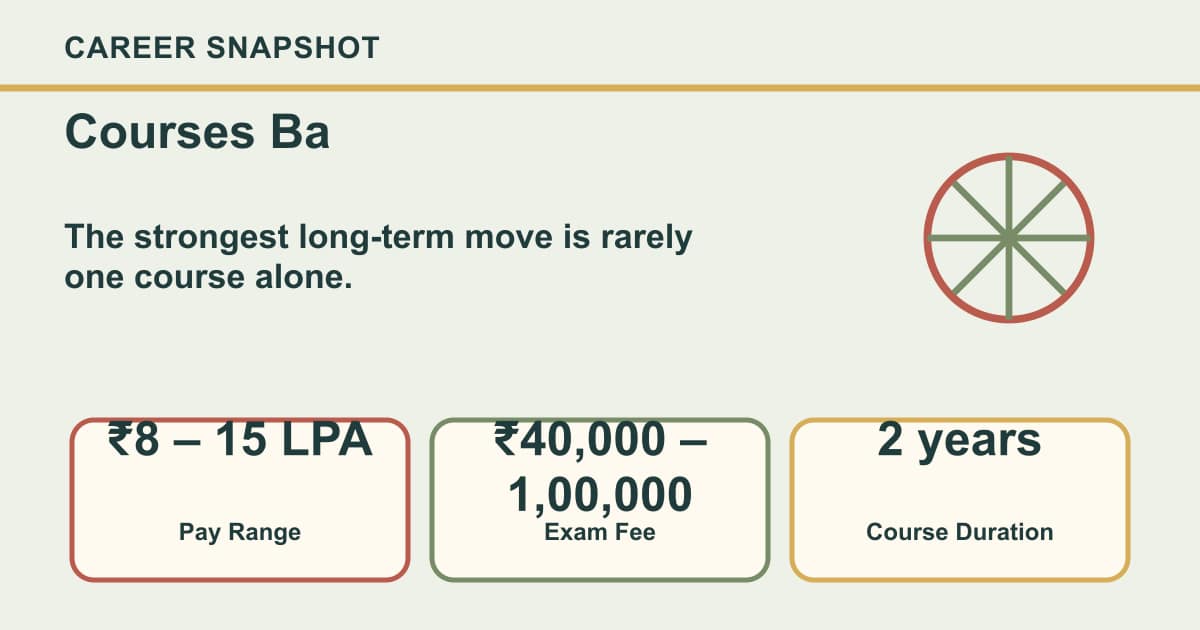 CAREER SNAPSHOT
Courses Ba
The strongest long-term move is rarely
one course alone.
₹8 – 15 LPA
Pay Range
₹40,000 –
1,00,000
Exam Fee
2 years
Course Duration